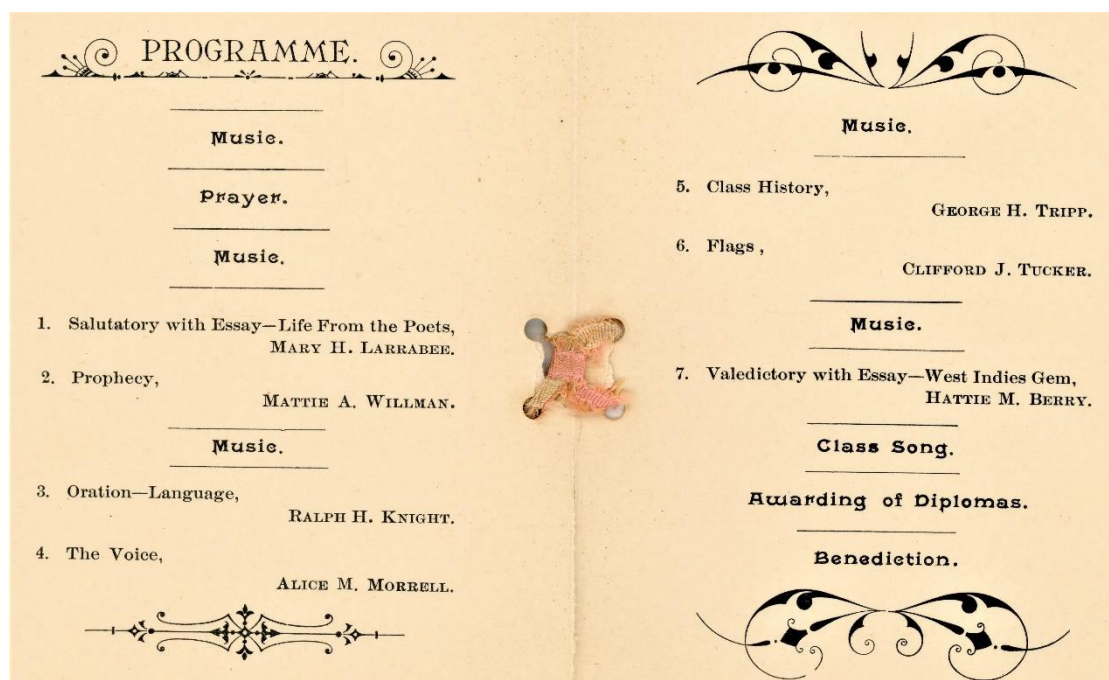 PROGRAMME.
Music.
Prayer.
Music.
1. Salutatory with Essay—Life From the Poets,
MARY H. LARRABEE.
2. Prophecy,
MATTIE A. WILLMAN.
Music.
3. Oration—Language,
RALPH H. KNIGHT.
4. The Voice,
ALICE M. MORRELL.
Music.
5. Class History,
GEORGE H. TRIPP.
6. Flags ,
CLIFFORD J. TUCKER.
Music.
7. Valedictory with Essay—West Indies Gem,
HATTIE M. BERRY.
Class Song.
Awarding of Diplomas.
Benediction.